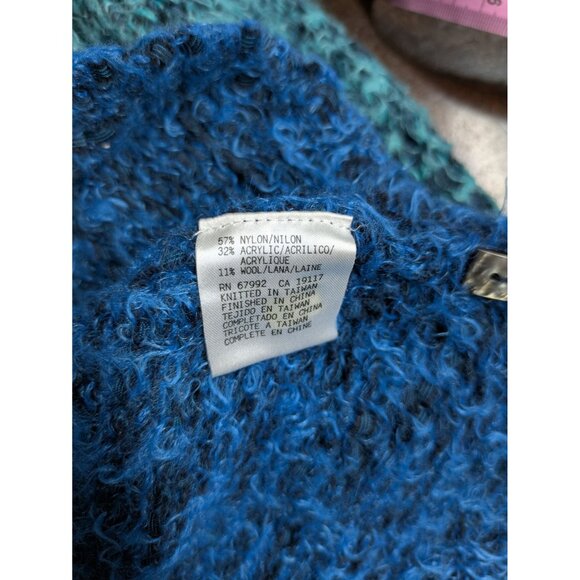 57% NYLON/NILON
32% ACRYLIC/ACRILICO/
ACRYLIQUE
11% WOOL/LANA/LAINE
RN 67992 CA 19117
KNITTED IN TAIWAN
FINISHED IN CHINA
TEJIDO EN TAIWAN
COMPLETADO EN CHINA
TRICOTE A TAIWAN
COMPLETE EN CHINE